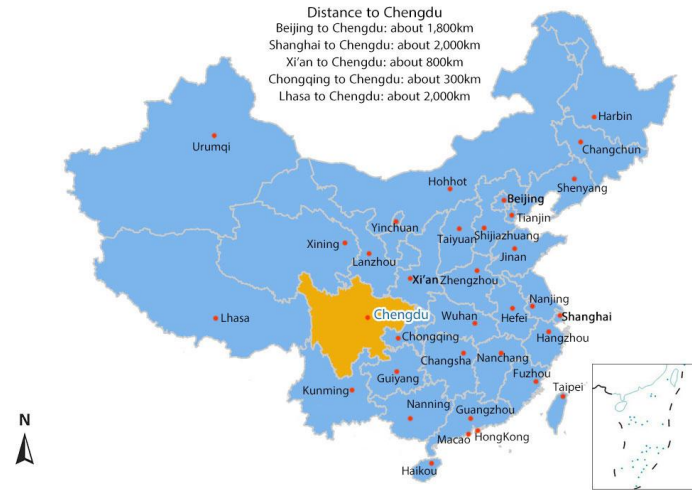 Distance to Chengdu
Beijing to Chengdu: about 1,800km
Shanghai to Chengdu: about 2,000km
Xi'an to Chengdu: about 800km
Chongqing to Chengdu: about 300km
Lhasa to Chengdu: about 2,000km
Harbin
Urumqi
Changchun
Hohhot
Shenyang
Beijing
Tianjin
Yinchuan
Taiyuan
Shijiazhuang
Xining
Lanzhou
Jinan
Xi'an
Zhengzhou
Nanjing
Lhasa
Chengdu
Wuhan
Hefei
Shanghai
Chongqing
Hangzhou
Changsha
Nanchang
Guiyang
Fuzhou
Kunming
Taipei
Nanning
Guangzhou
N
Macao
HongKong
Haikou